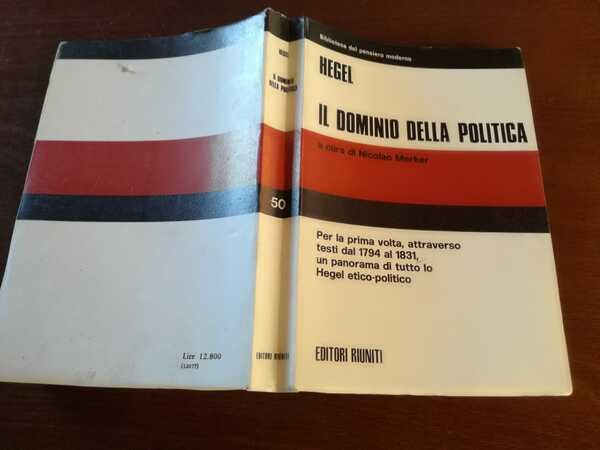 Biblioteca del pensiero moderno
HEGEL
IL DOMINIO DELLA POLITICA
a cura di Nicolao Merker
Per la prima volta, attraverso
testi dal 1794 al 1831,
un panorama di tutto lo
Hegel etico-politico
EDITORI RIUNITI
HEGEL
IL DOMINIO
DELLA POLITICA
50
EDITORI RIUNITI
Lire 12.800
(12077)